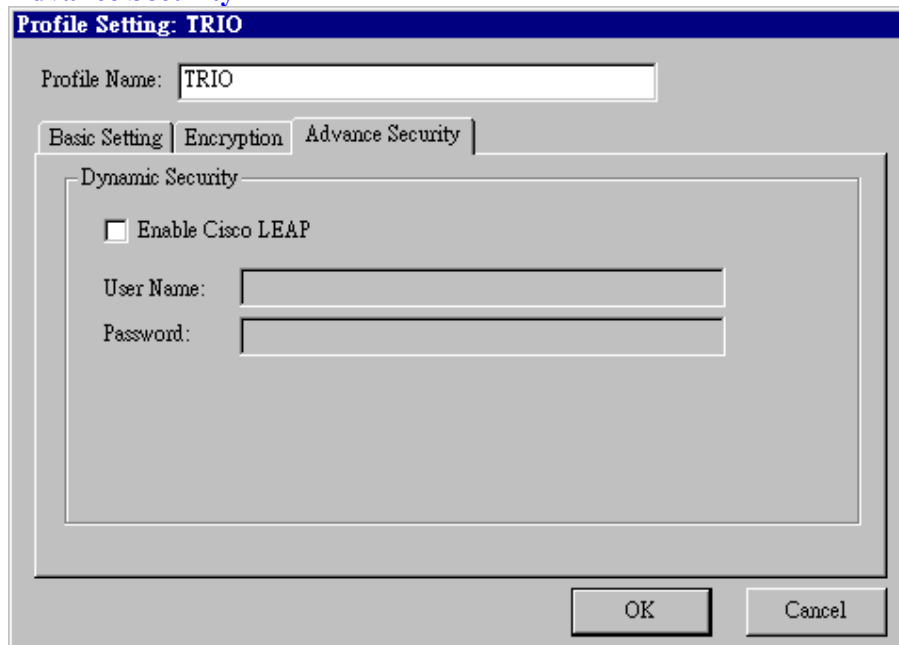 Profile Setting: TRIO
Profile Name: TRIO
Basic Setting Encryption Advance Security
Dynamic Security
Enable Cisco LEAP
User Name:
Password:
OK Cancel